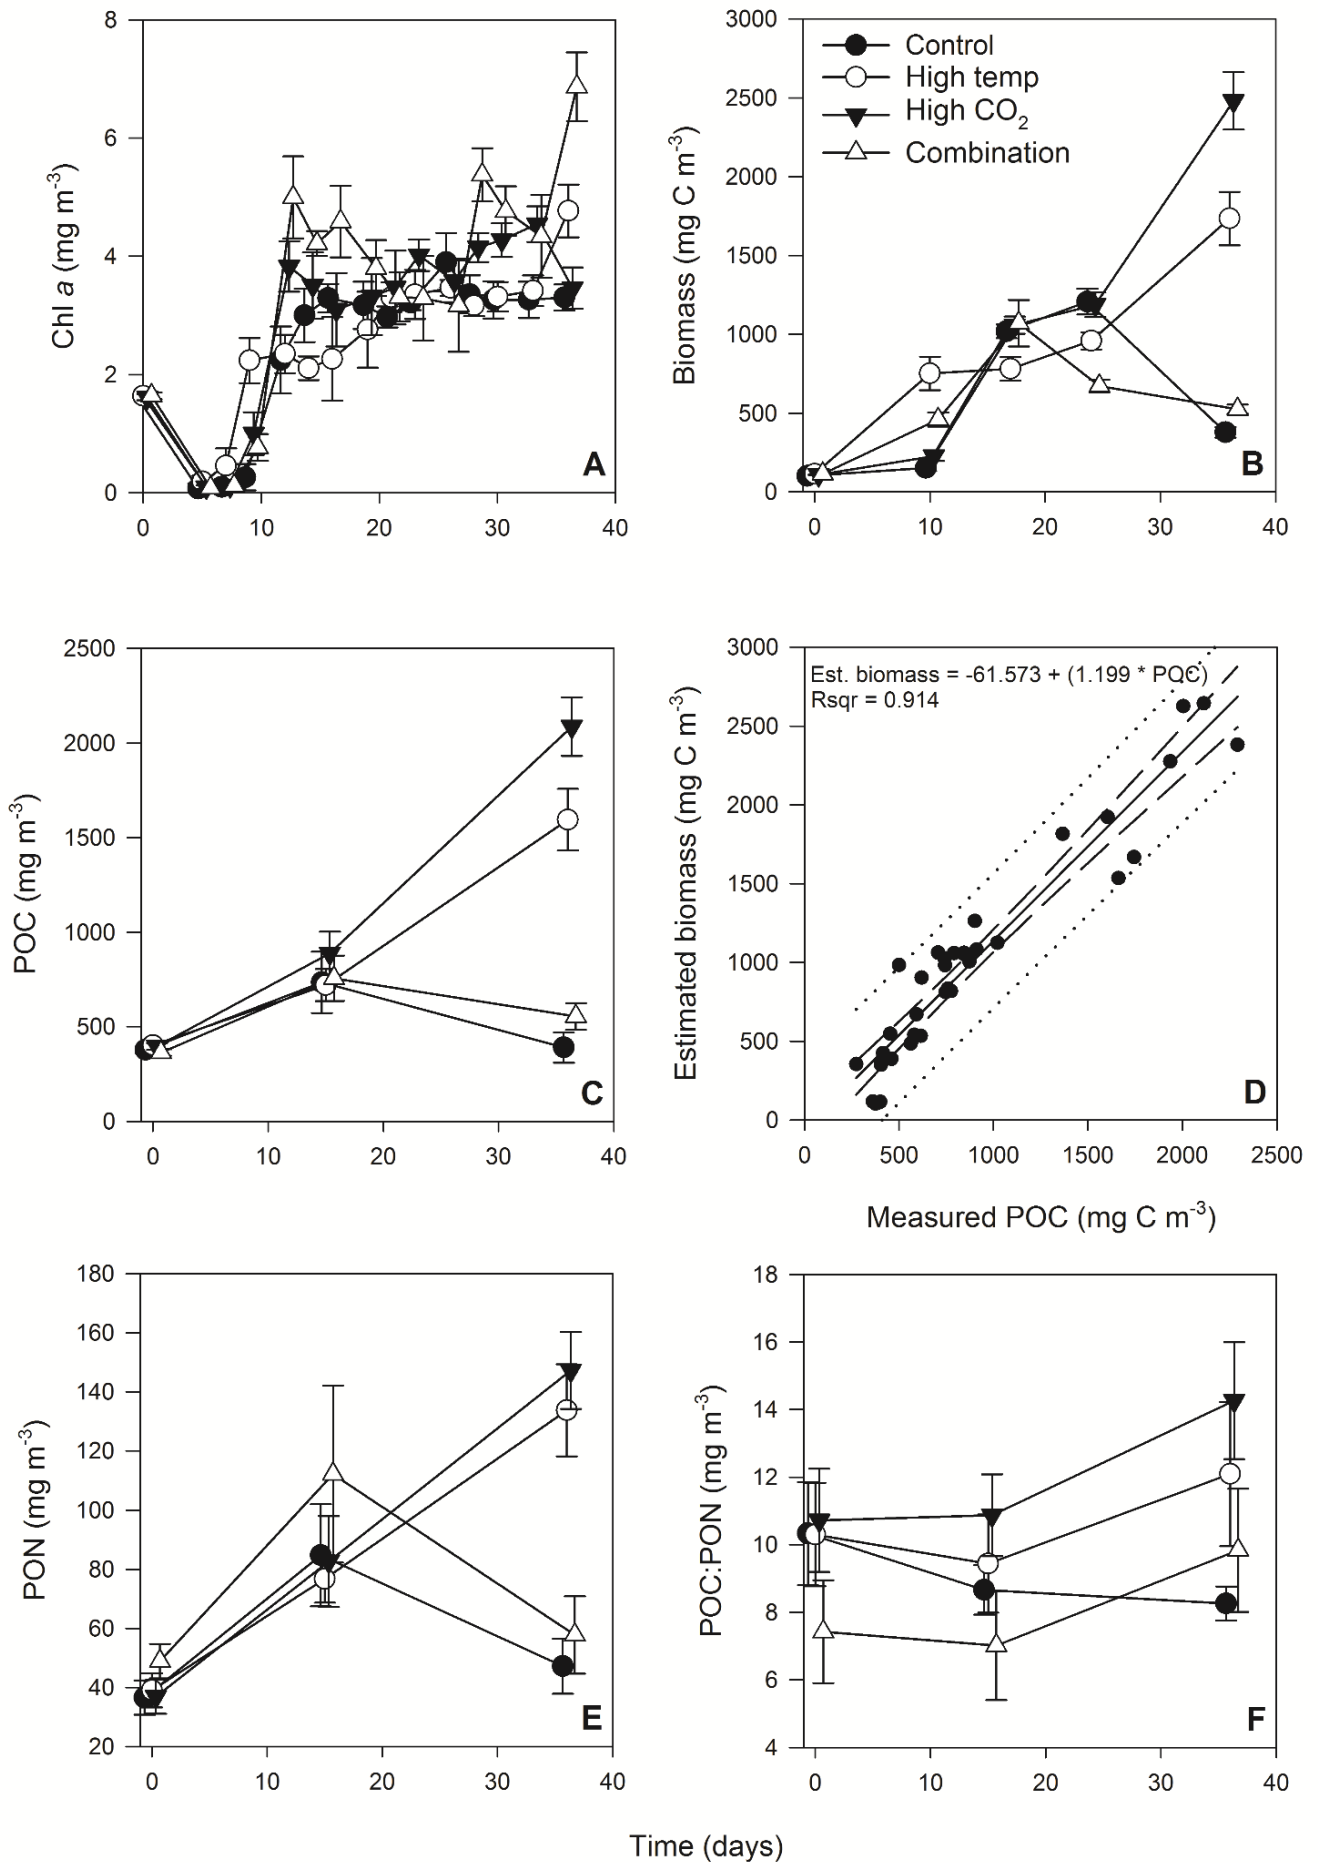 8
6
4
2
0
Chl a (mg m-3)
0 10 20 30 40
A
3000
2500
2000
1500
1000
500
0
Biomass (mg C m-3)
Control
High temp
High CO2
Combination
0 10 20 30 40
B
2500
2000
1500
1000
500
0
POC (mg m-3)
0 10 20 30 40
C
3000
2500
2000
1500
1000
500
0
Estimated biomass (mg C m-3)
Est. biomass = -61.573 + (1.199 * POC)
Rsqr = 0.914
D
0 500 1000 1500 2000 2500
Measured POC (mg C m-3)
180
160
140
120
100
80
60
40
20
PON (mg m-3)
0 10 20 30 40
E
18
16
14
12
10
8
6
4
POC:PON (mg m-3)
0 10 20 30 40
F
Time (days)